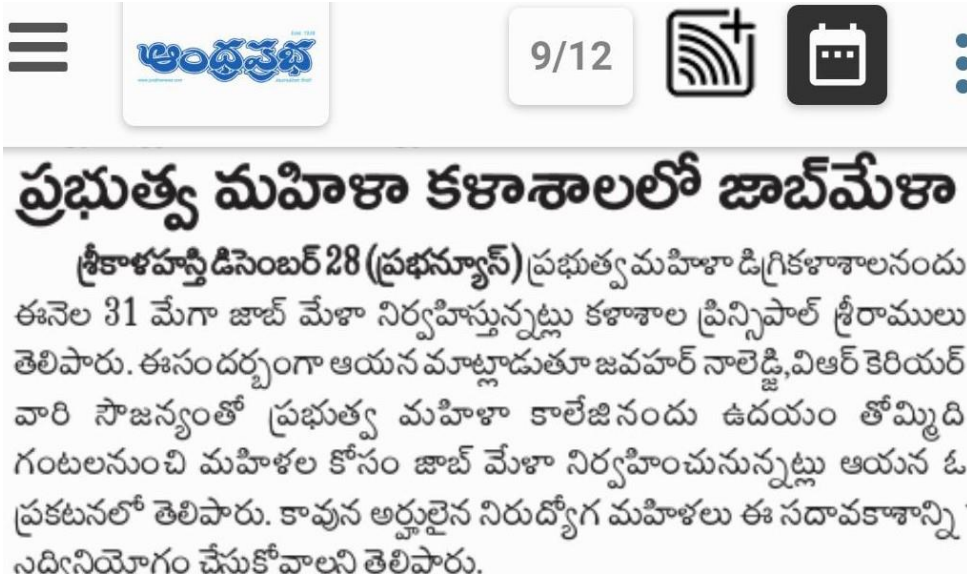 ఆంధ్రప్రభ
9/12
ప్రభుత్వ మహిళా కళాశాలలో జాబ్‌మేళా
శ్రీకాళహస్తి డిసెంబర్ 28 (ప్రభన్యూస్) ప్రభుత్వ మహిళా డిగ్రికళాశాలనందు
ఈనెల 31 మేగా జాబ్ మేళా నిర్వహిస్తున్నట్లు కళాశాల ప్రిన్సిపాల్ శ్రీరాములు
తెలిపారు. ఈసందర్భంగా ఆయన మాట్లాడుతూ జవహర్ నాలెడ్జి,విఆర్ కెరియర్
వారి సౌజన్యంతో ప్రభుత్వ మహిళా కాలేజినందు ఉదయం తోమ్మిది
గంటలనుంచి మహిళల కోసం జాబ్ మేళా నిర్వహించునున్నట్లు ఆయన ఓ
ప్రకటనలో తెలిపారు. కావున అర్హులైన నిరుద్యోగ మహిళలు ఈ సదావకాశాన్ని
సద్వినియోగం చేసుకోవాలని తెలిపారు.